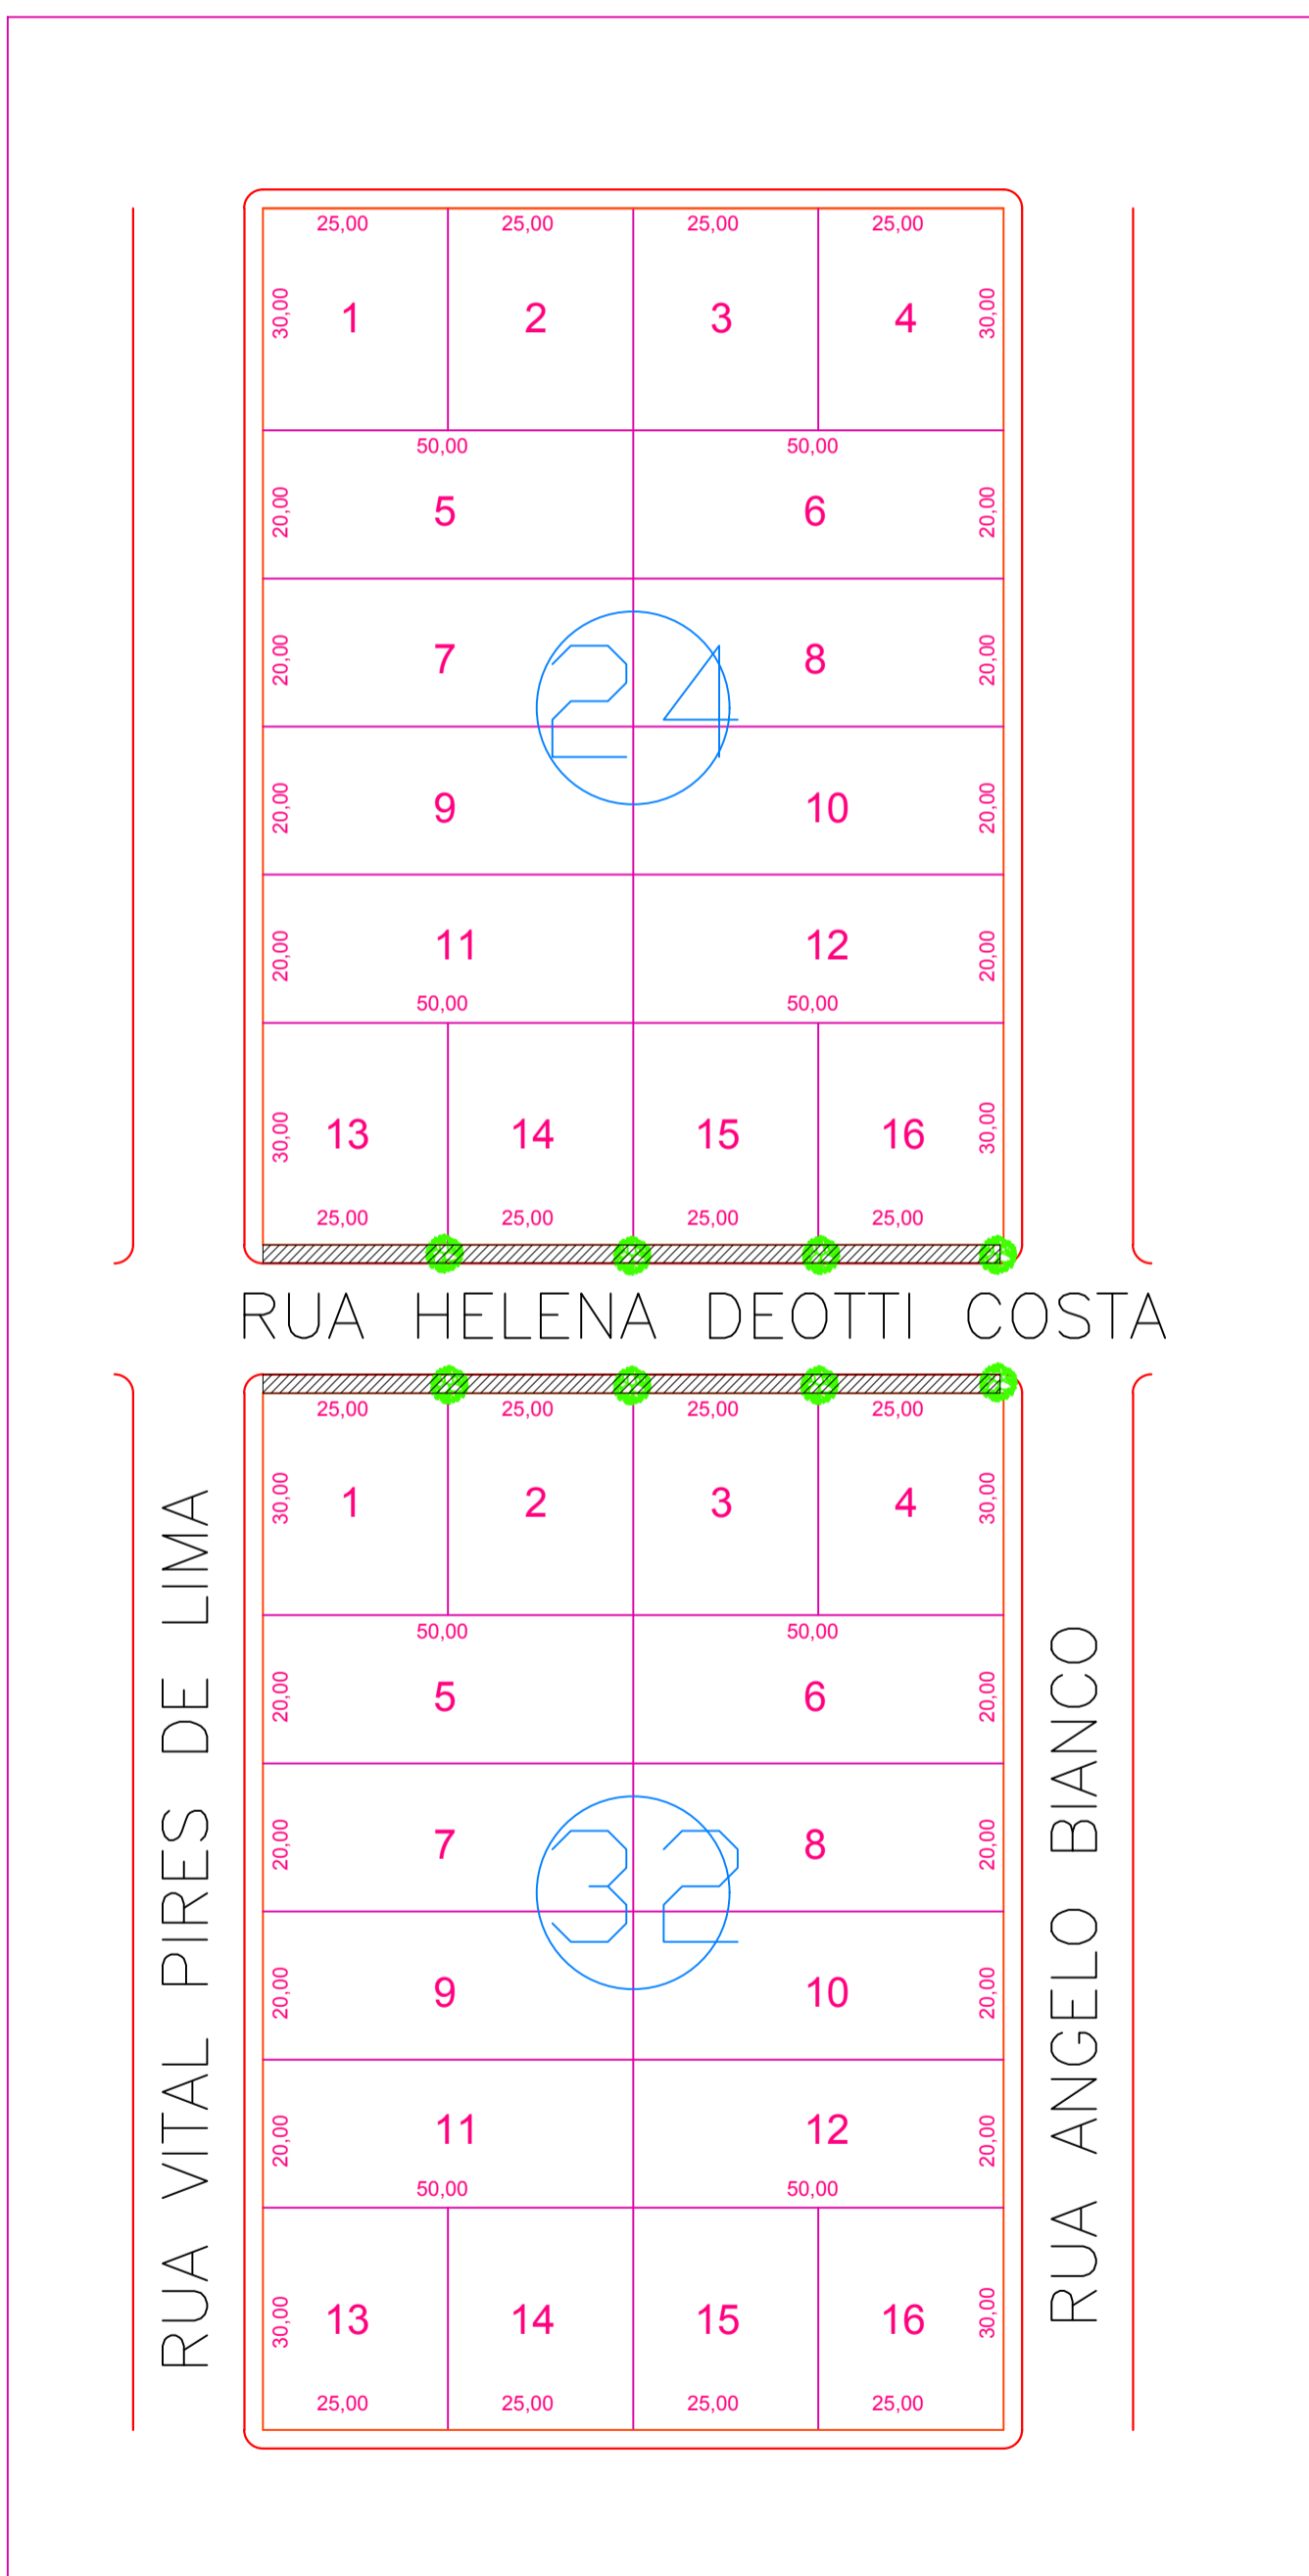 25,00 25,00 25,00 25,00
30,00 1 2 3 4 30,00
50,00 50,00
20,00 5 6 20,00
20,00 7 8 20,00
24
20,00 9 10 20,00
20,00 11 12 20,00
50,00 50,00
30,00 13 14 15 16 30,00
25,00 25,00 25,00 25,00
RUA HELENA DEOTTI COSTA
25,00 25,00 25,00 25,00
30,00 1 2 3 4 30,00
50,00 50,00
20,00 5 6 20,00
20,00 7 8 20,00
32
20,00 9 10 20,00
20,00 11 12 20,00
50,00 50,00
30,00 13 14 15 16 30,00
25,00 25,00 25,00 25,00
RUA VITAL PIRES DE LIMA
RUA ANGELO BIANCO